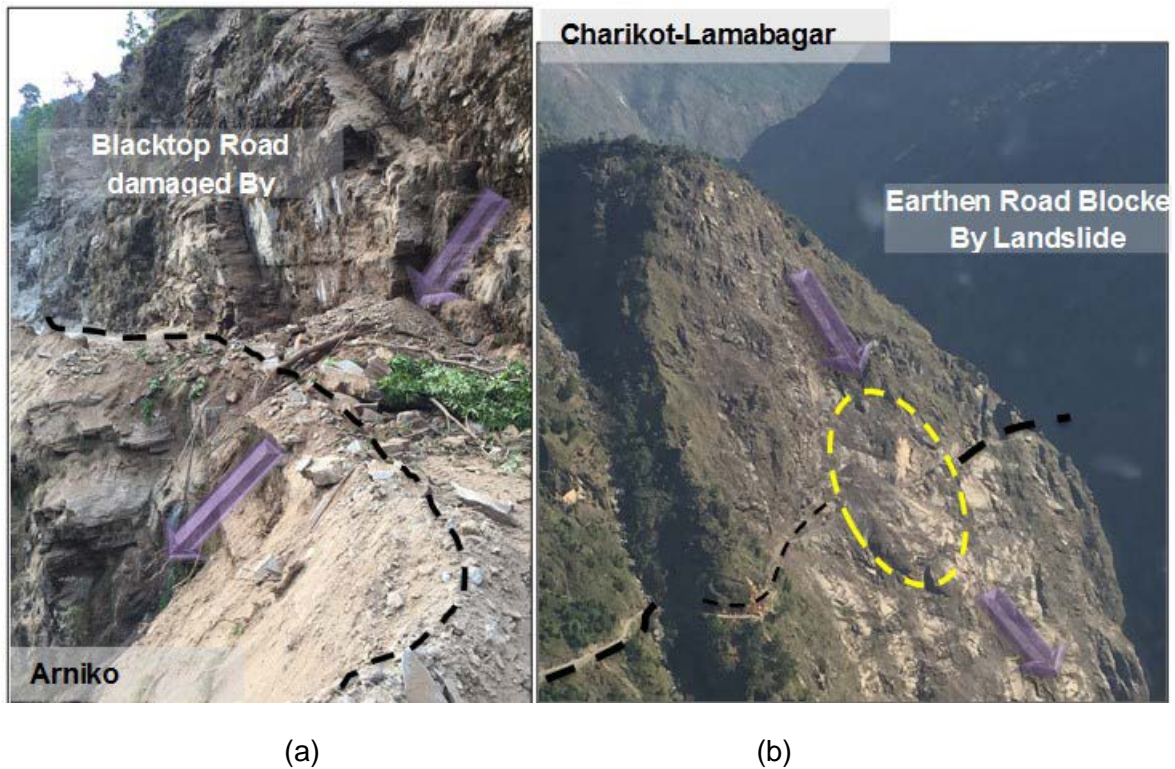 Blacktop Road
damaged By
Arniko
Charikot-Lamabagar
Earthen Road Blocke
By Landslide
(a)
(b)